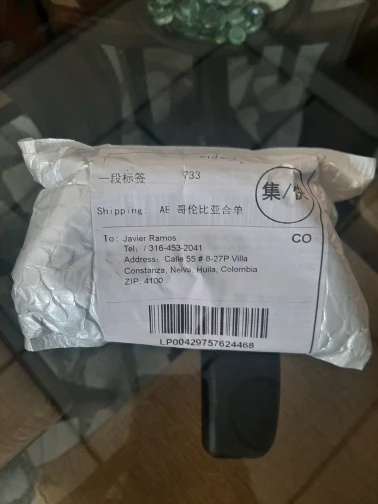 一段标签 733
集/
Shipping: AE 哥伦比亚合单
To: Javier Ramos
CO
Tel: / 316-453-2041
Address: Calle 55 # 8-27P Villa
Constanza, Neiva, Huila, Colombia
ZIP: 4100
LP00429757624468